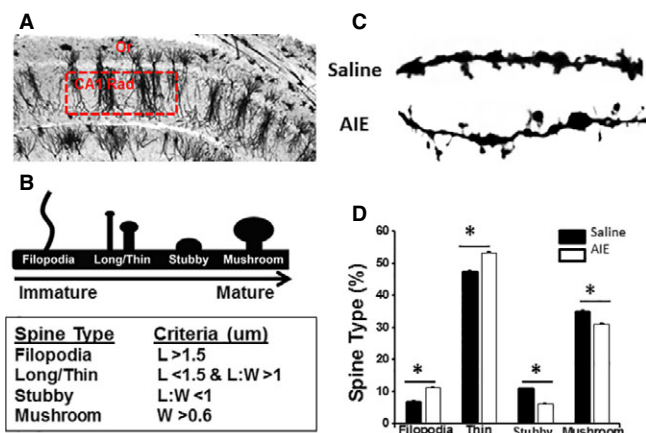 A
Or
CA1 Rad
B
Filopodia Long/Thin Stubby Mushroom
Immature Mature
Spine Type Criteria (um)
Filopodia L >1.5
Long/Thin L <1.5 & L:W >1
Stubby L:W <1
Mushroom W >0.6
C
Saline
AIE
D
Saline
AIE
Spine Type (%)
60
50
40
30
20
10
0
* * * *
Filopodia Thin Stubby Mushroom